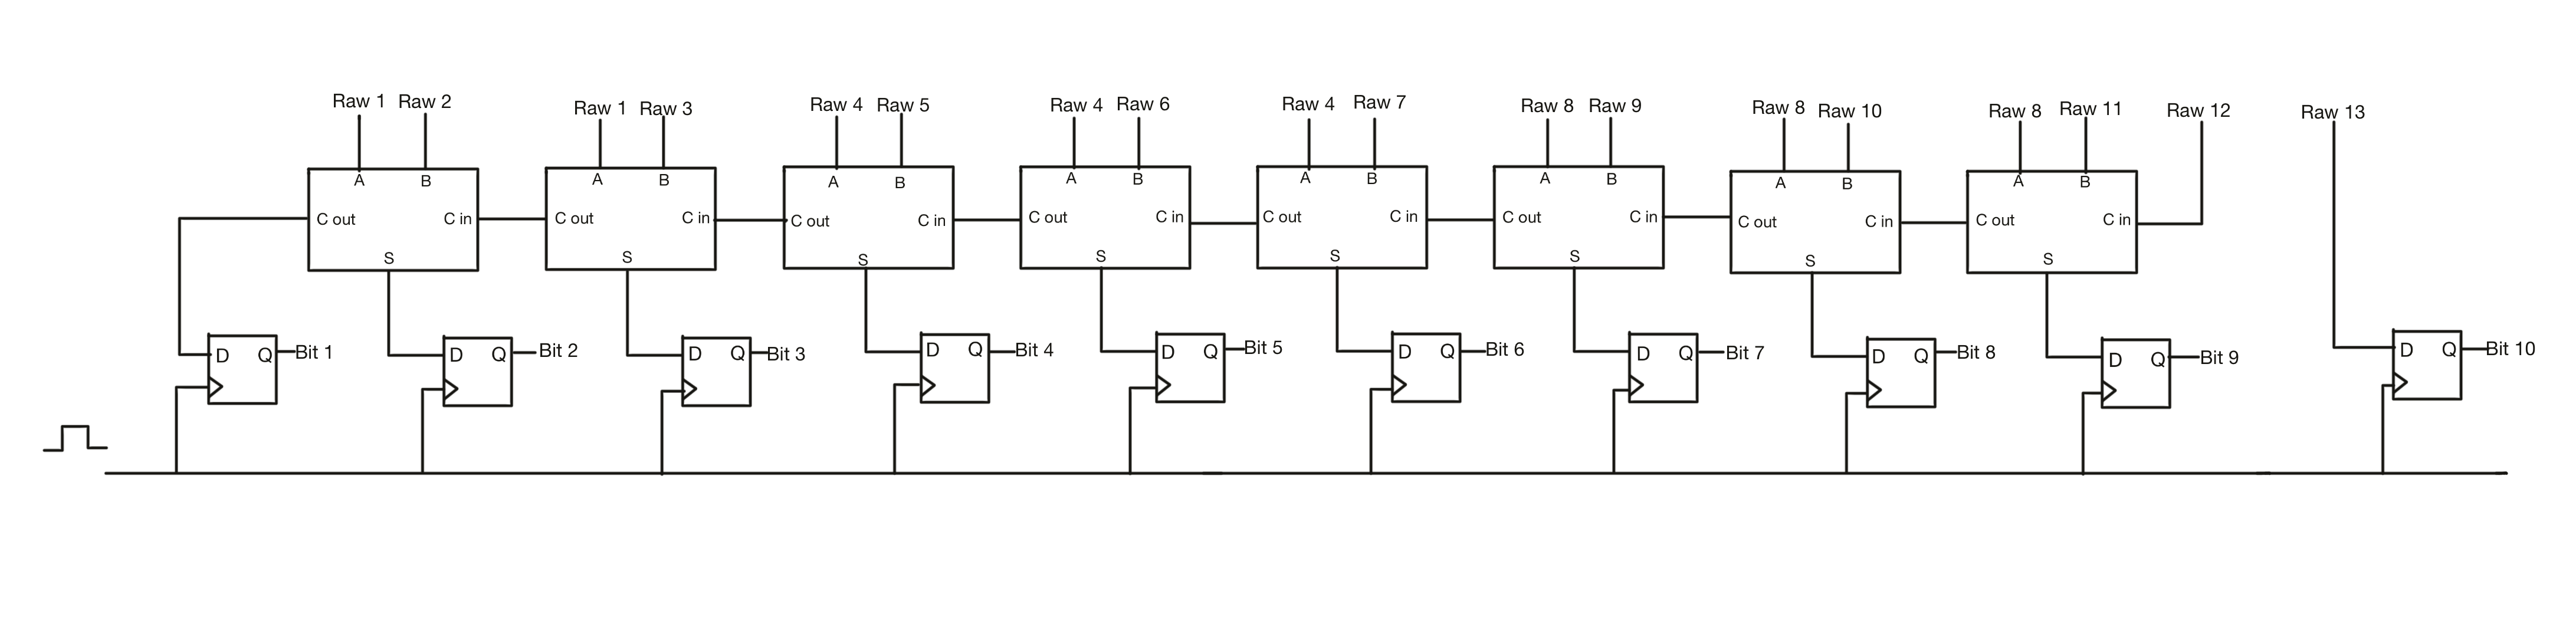 Raw 1 Raw 2 Raw 1 Raw 3 Raw 4 Raw 5 Raw 4 Raw 6 Raw 4 Raw 7 Raw 8 Raw 9 Raw 8 Raw 10 Raw 8 Raw 11 Raw 12 Raw 13
A B A B A B A B A B A B A B A B
C out C in C out C in C out C in C out C in C out C in C out C in C out C in C out C in
S S S S S S S S
D Q Bit 1 D Q Bit 2 D Q Bit 3 D Q Bit 4 D Q Bit 5 D Q Bit 6 D Q Bit 7 D Q Bit 8 D Q Bit 9 D Q Bit 10